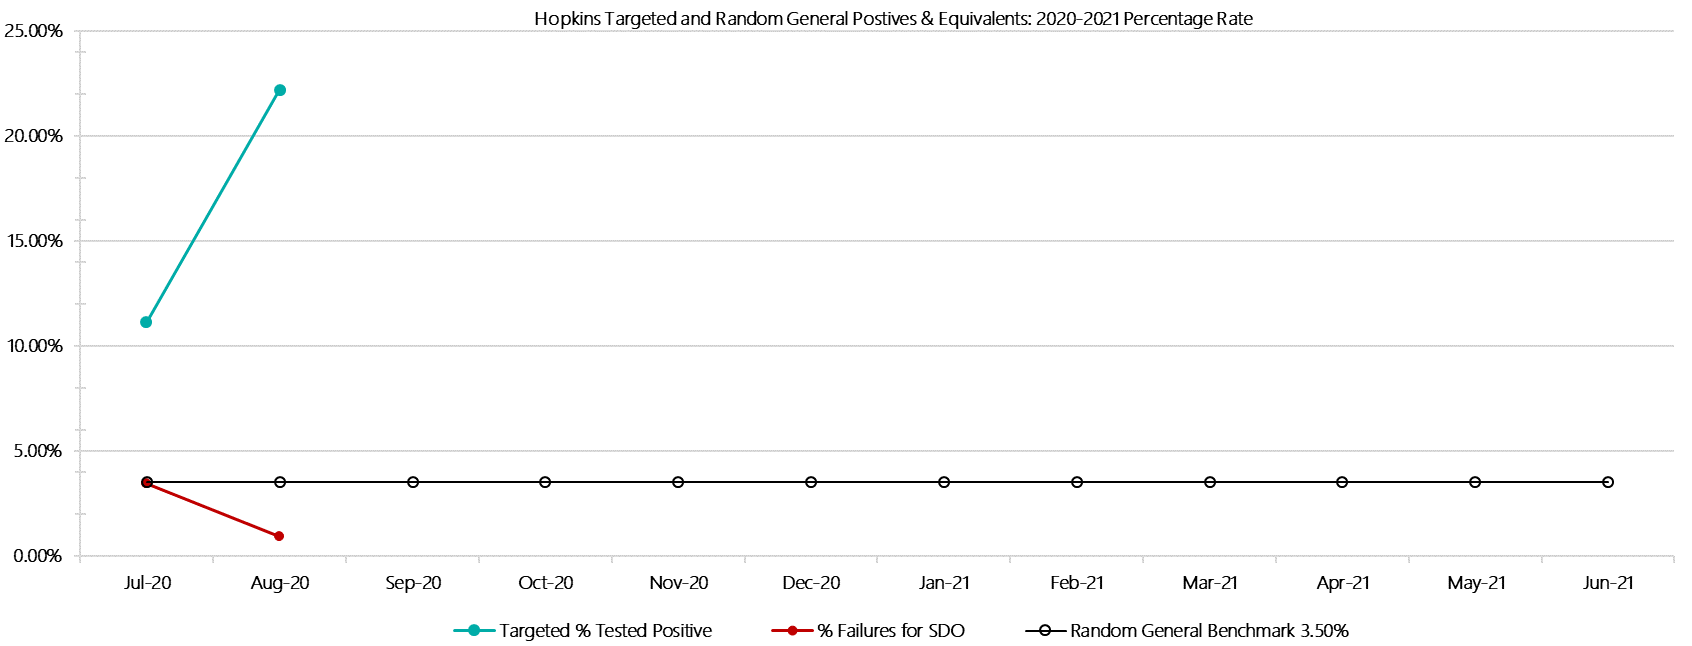 Hopkins Targeted and Random General Postives & Equivalents: 2020-2021 Percentage Rate
25.00%
20.00%
15.00%
10.00%
5.00%
0.00%
Jul-20 Aug-20 Sep-20 Oct-20 Nov-20 Dec-20 Jan-21 Feb-21 Mar-21 Apr-21 May-21 Jun-21
Targeted % Tested Positive % Failures for SDO Random General Benchmark 3.50%